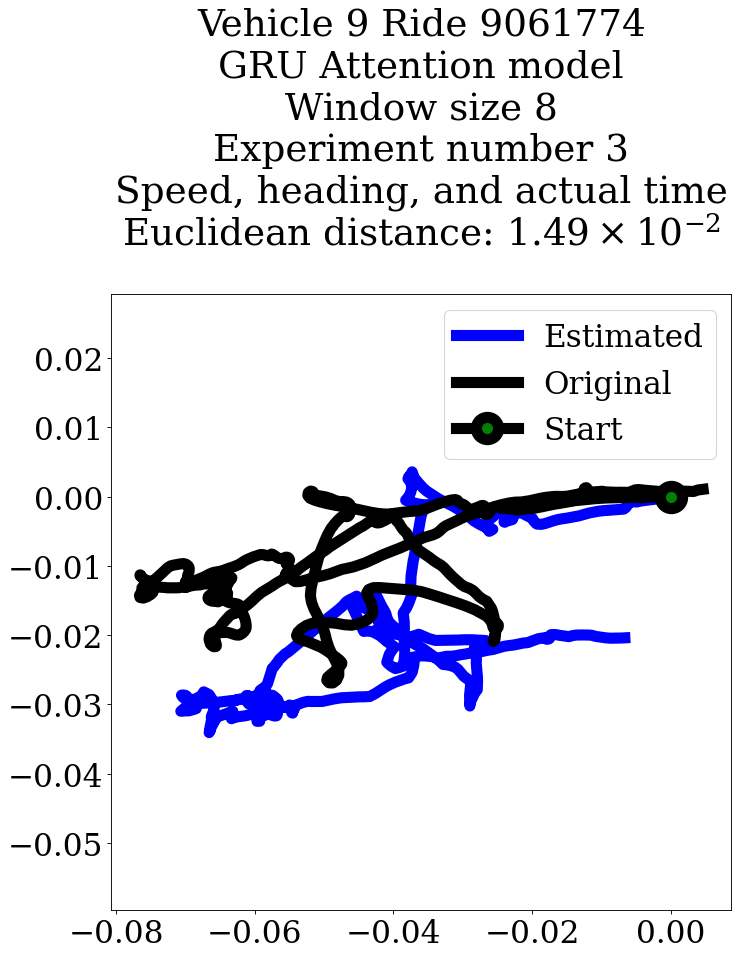 Vehicle 9 Ride 9061774
GRU Attention model
Window size 8
Experiment number 3
Speed, heading, and actual time
Euclidean distance: 1.49 × 10⁻²
Estimated
Original
Start
0.02
0.01
0.00
−0.01
−0.02
−0.03
−0.04
−0.05
−0.08 −0.06 −0.04 −0.02 0.00